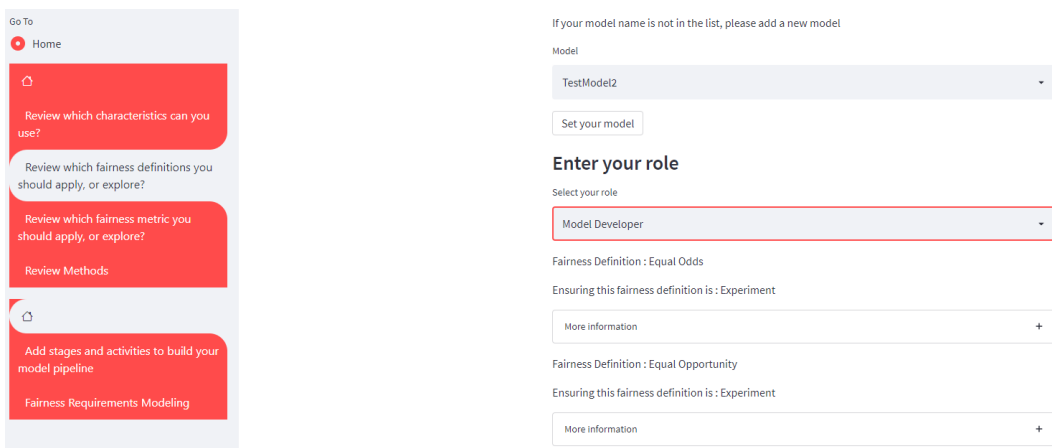 Go To
Home
Review which characteristics can you
use?
Review which fairness definitions you
should apply, or explore?
Review which fairness metric you
should apply, or explore?
Review Methods
Add stages and activities to build your
model pipeline
Fairness Requirements Modeling
If your model name is not in the list, please add a new model
Model
TestModel2
Set your model
Enter your role
Select your role
Model Developer
Fairness Definition : Equal Odds
Ensuring this fairness definition is : Experiment
More information +
Fairness Definition : Equal Opportunity
Ensuring this fairness definition is : Experiment
More information +